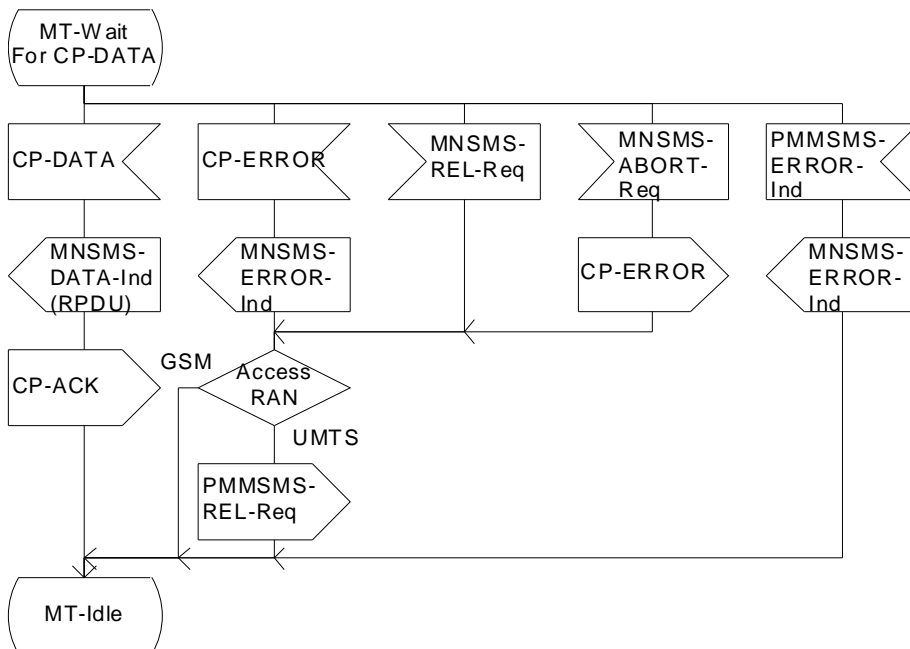 MT-Wait
For CP-DATA
CP-DATA
CP-ERROR
MNSMS-
REL-Req
MNSMS-
ABORT-
Req
PMMSMS-
ERROR-
Ind
MNSMS-
DATA-Ind
(RPDU)
MNSMS-
ERROR-
Ind
CP-ERROR
MNSMS-
ERROR-
Ind
CP-ACK
GSM
Access
RAN
UMTS
PMMSMS-
REL-Req
MT-Idle